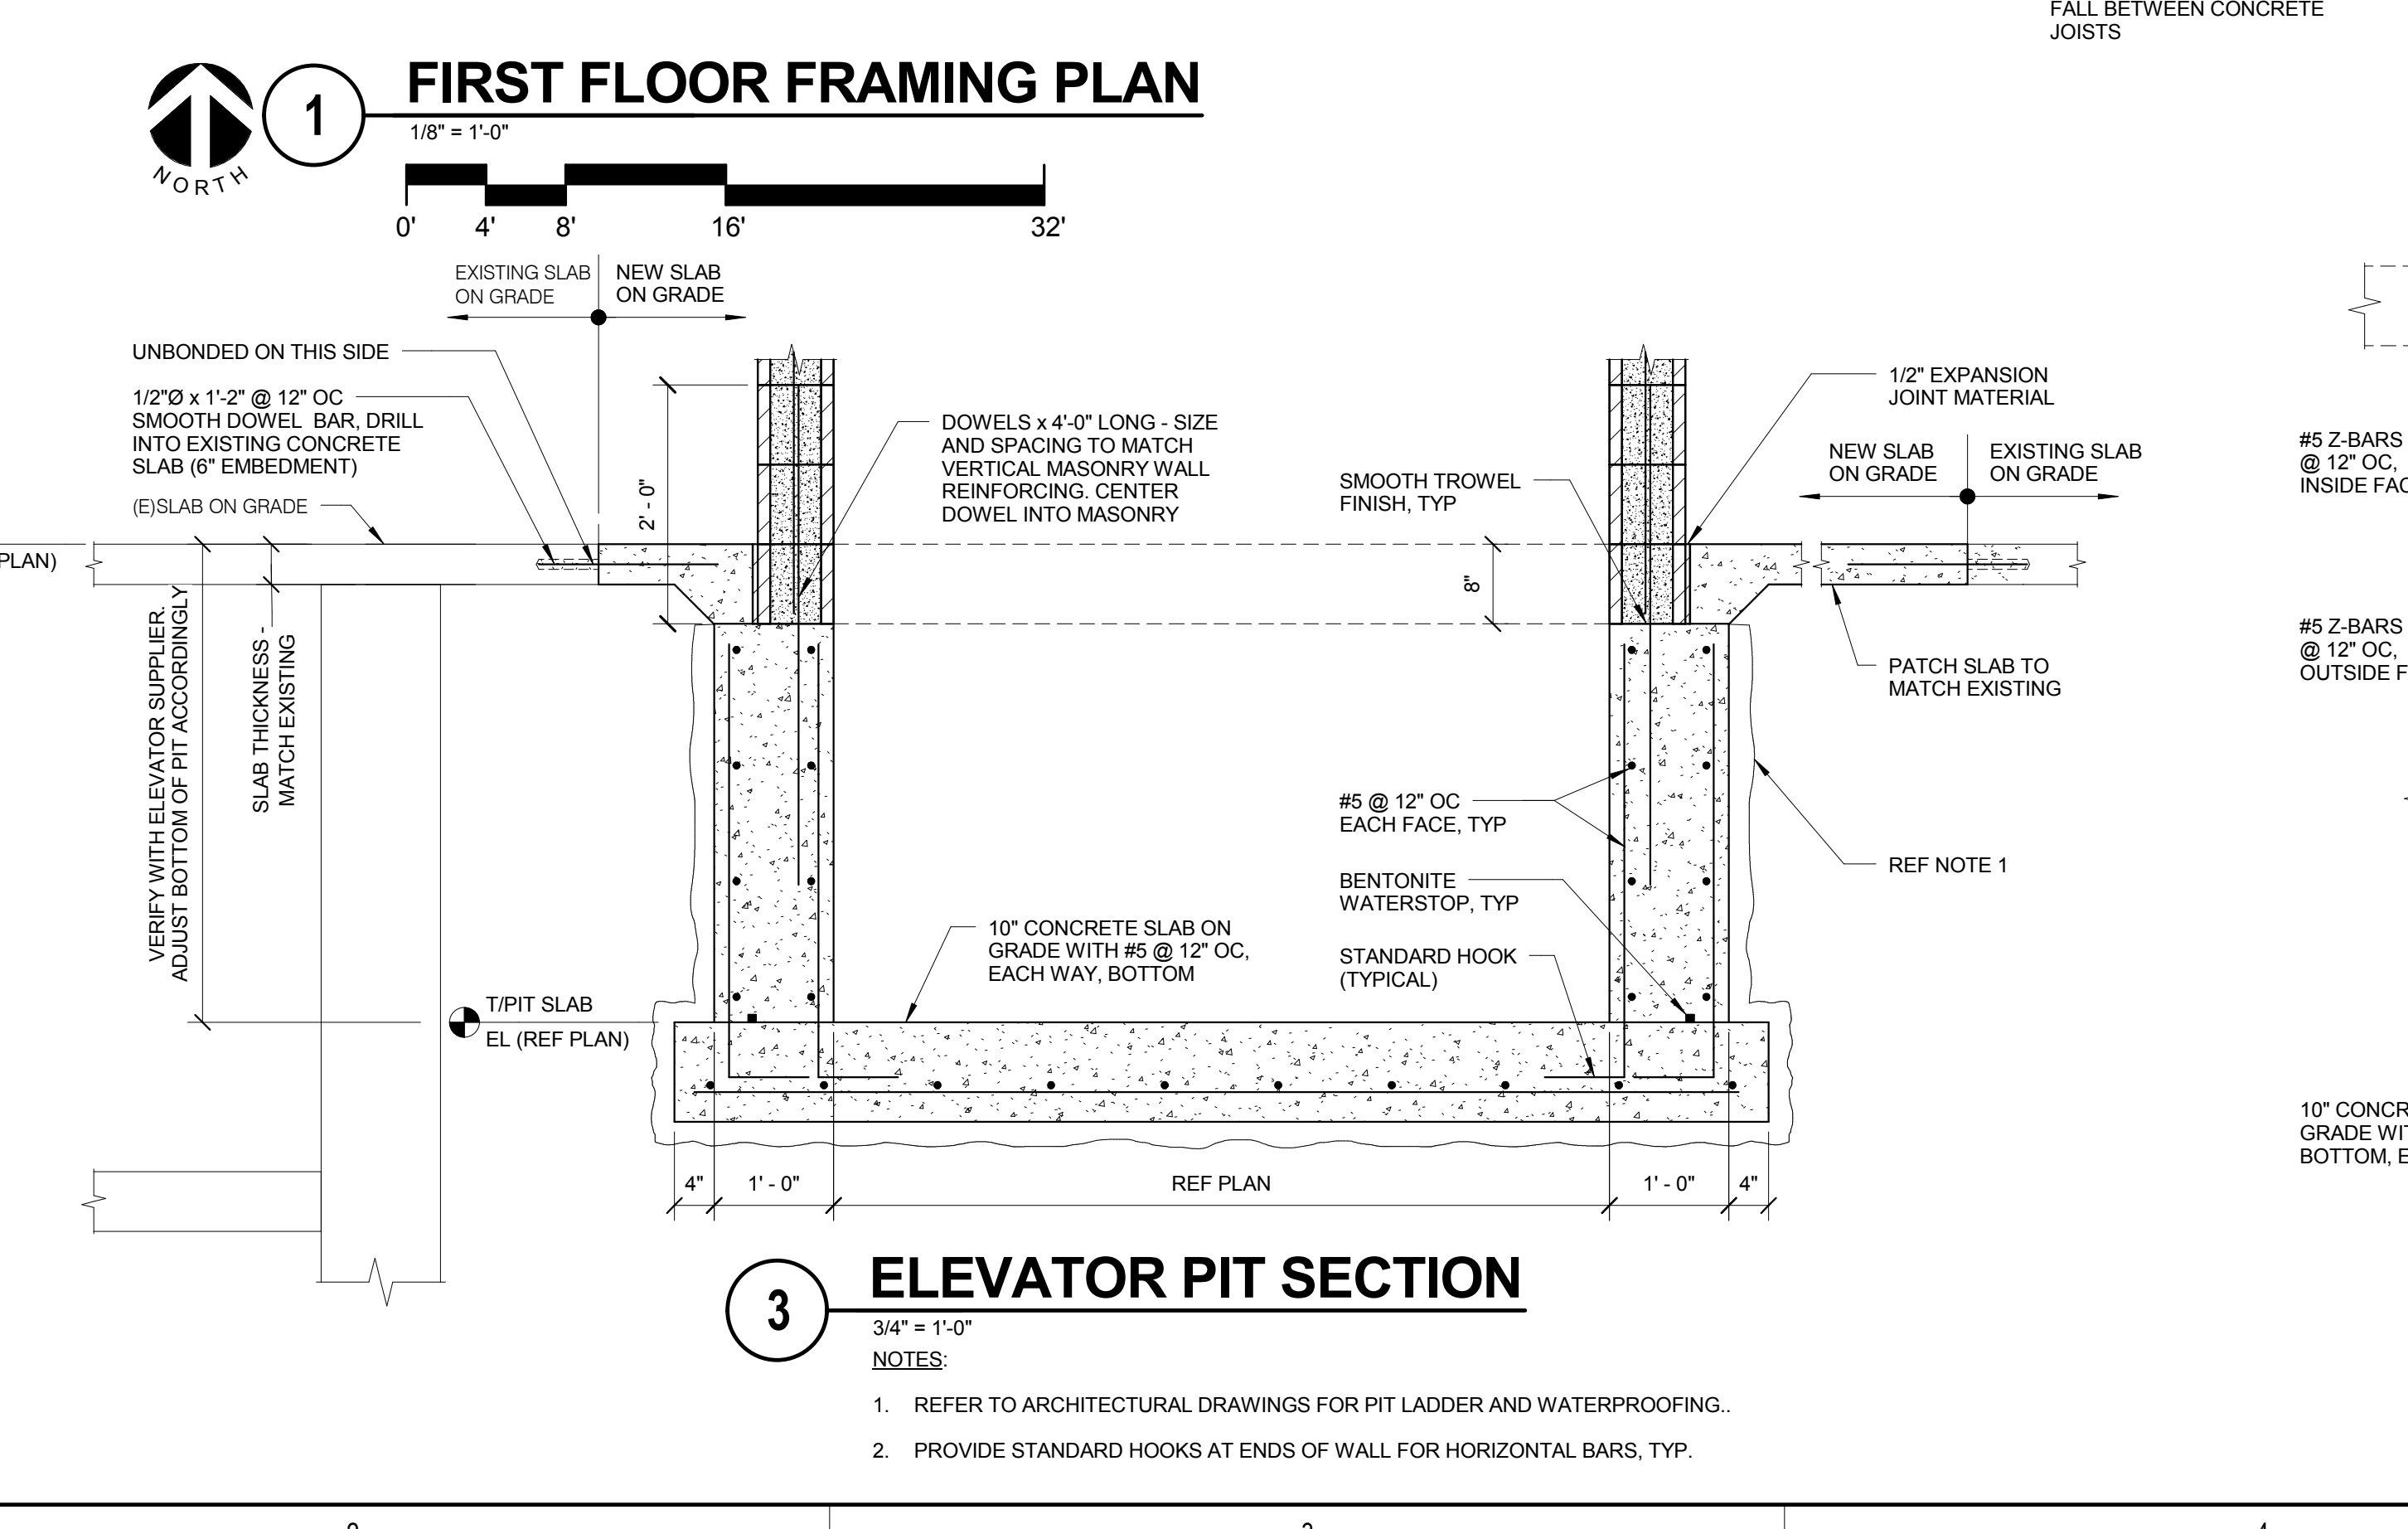 FALL BETWEEN CONCRETE
JOISTS
NORTH
1
FIRST FLOOR FRAMING PLAN
1/8" = 1'-0"
0' 4' 8' 16' 32'
EXISTING SLAB
ON GRADE
NEW SLAB
ON GRADE
UNBONDED ON THIS SIDE
1/2"Ø x 1'-2" @ 12" OC
SMOOTH DOWEL BAR, DRILL
INTO EXISTING CONCRETE
SLAB (6" EMBEDMENT)
(E)SLAB ON GRADE
PLAN)
2' - 0"
DOWELS x 4'-0" LONG - SIZE
AND SPACING TO MATCH
VERTICAL MASONRY WALL
REINFORCING. CENTER
DOWEL INTO MASONRY
SMOOTH TROWEL
FINISH, TYP
1/2" EXPANSION
JOINT MATERIAL
NEW SLAB
ON GRADE
EXISTING SLAB
ON GRADE
#5 Z-BARS
@ 12" OC,
INSIDE FAC
8"
VERIFY WITH ELEVATOR SUPPLIER.
ADJUST BOTTOM OF PIT ACCORDINGLY
SLAB THICKNESS -
MATCH EXISTING
#5 Z-BARS
@ 12" OC,
OUTSIDE F
PATCH SLAB TO
MATCH EXISTING
#5 @ 12" OC
EACH FACE, TYP
REF NOTE 1
BENTONITE
WATERSTOP, TYP
10" CONCRETE SLAB ON
GRADE WITH #5 @ 12" OC,
EACH WAY, BOTTOM
STANDARD HOOK
(TYPICAL)
T/PIT SLAB
EL (REF PLAN)
10" CONCR
GRADE WIT
BOTTOM, E
4" 1' - 0" REF PLAN 1' - 0" 4"
3
ELEVATOR PIT SECTION
3/4" = 1'-0"
NOTES:
1. REFER TO ARCHITECTURAL DRAWINGS FOR PIT LADDER AND WATERPROOFING..
2. PROVIDE STANDARD HOOKS AT ENDS OF WALL FOR HORIZONTAL BARS, TYP.